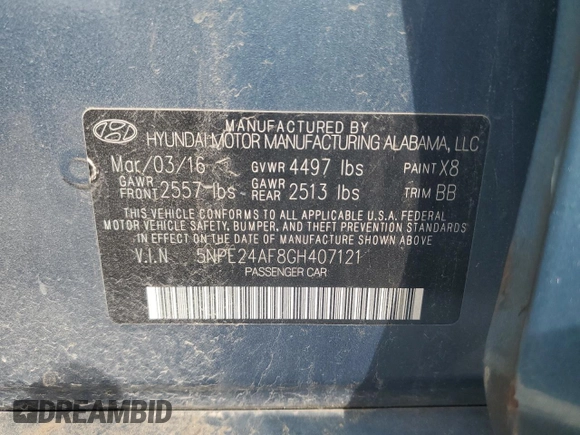 MANUFACTURED BY
HYUNDAI MOTOR MANUFACTURING ALABAMA, LLC
Mar/03/16 GVWR 4497 lbs PAINT X8
GAWR FRONT 2557 lbs GAWR REAR 2513 lbs TRIM BB
THIS VEHICLE CONFORMS TO ALL APPLICABLE U.S.A. FEDERAL
MOTOR VEHICLE SAFETY, BUMPER, AND THEFT PREVENTION STANDARDS
IN EFFECT ON THE DATE OF MANUFACTURE SHOWN ABOVE.
V.I.N 5NPE24AF8GH407121
PASSENGER CAR
DREAMBID